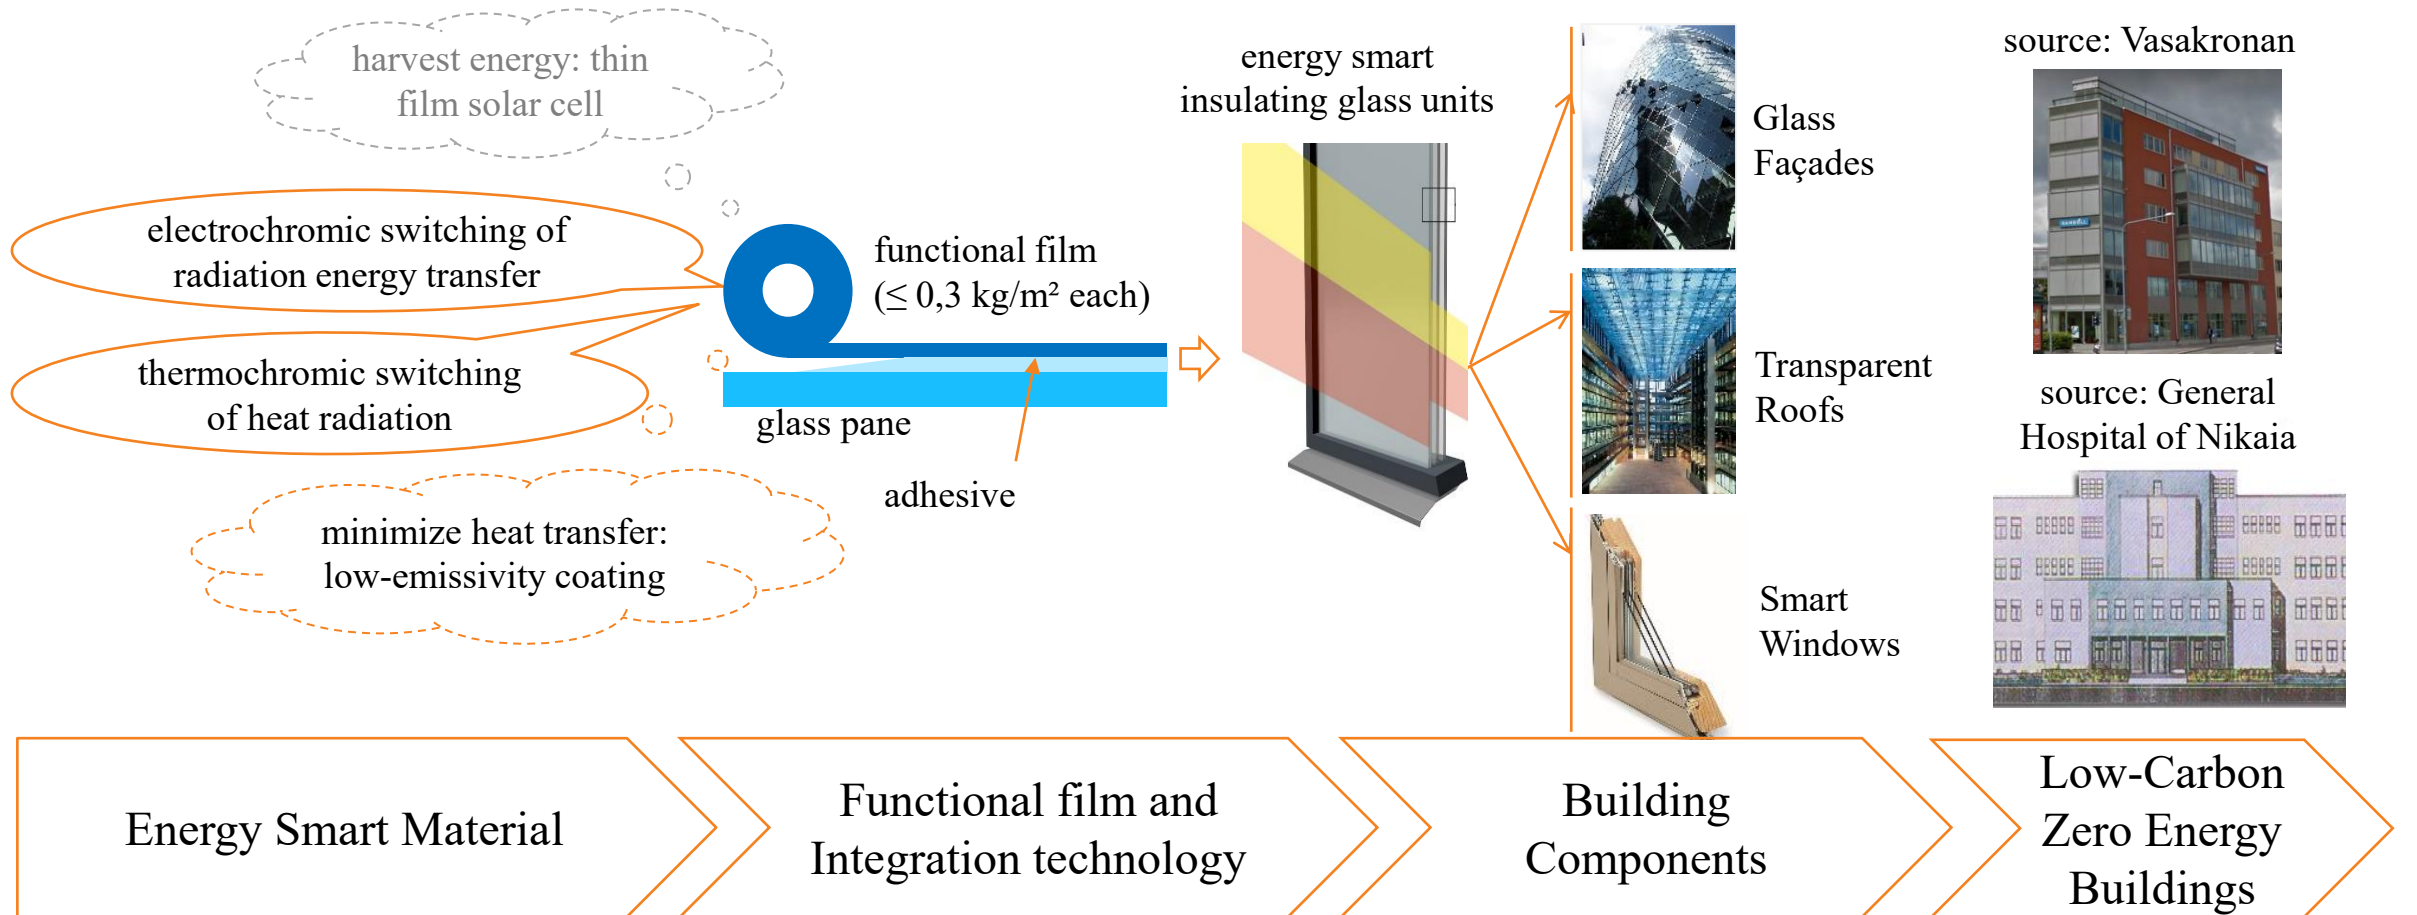 harvest energy: thin
film solar cell
electrochromic switching of
radiation energy transfer
thermochromic switching
of heat radiation
minimize heat transfer:
low-emissivity coating
functional film
(≤ 0,3 kg/m² each)
glass pane
adhesive
energy smart
insulating glass units
Glass
Façades
Transparent
Roofs
Smart
Windows
source: Vasakronan
source: General
Hospital of Nikaia
Energy Smart Material
Functional film and
Integration technology
Building
Components
Low-Carbon
Zero Energy
Buildings